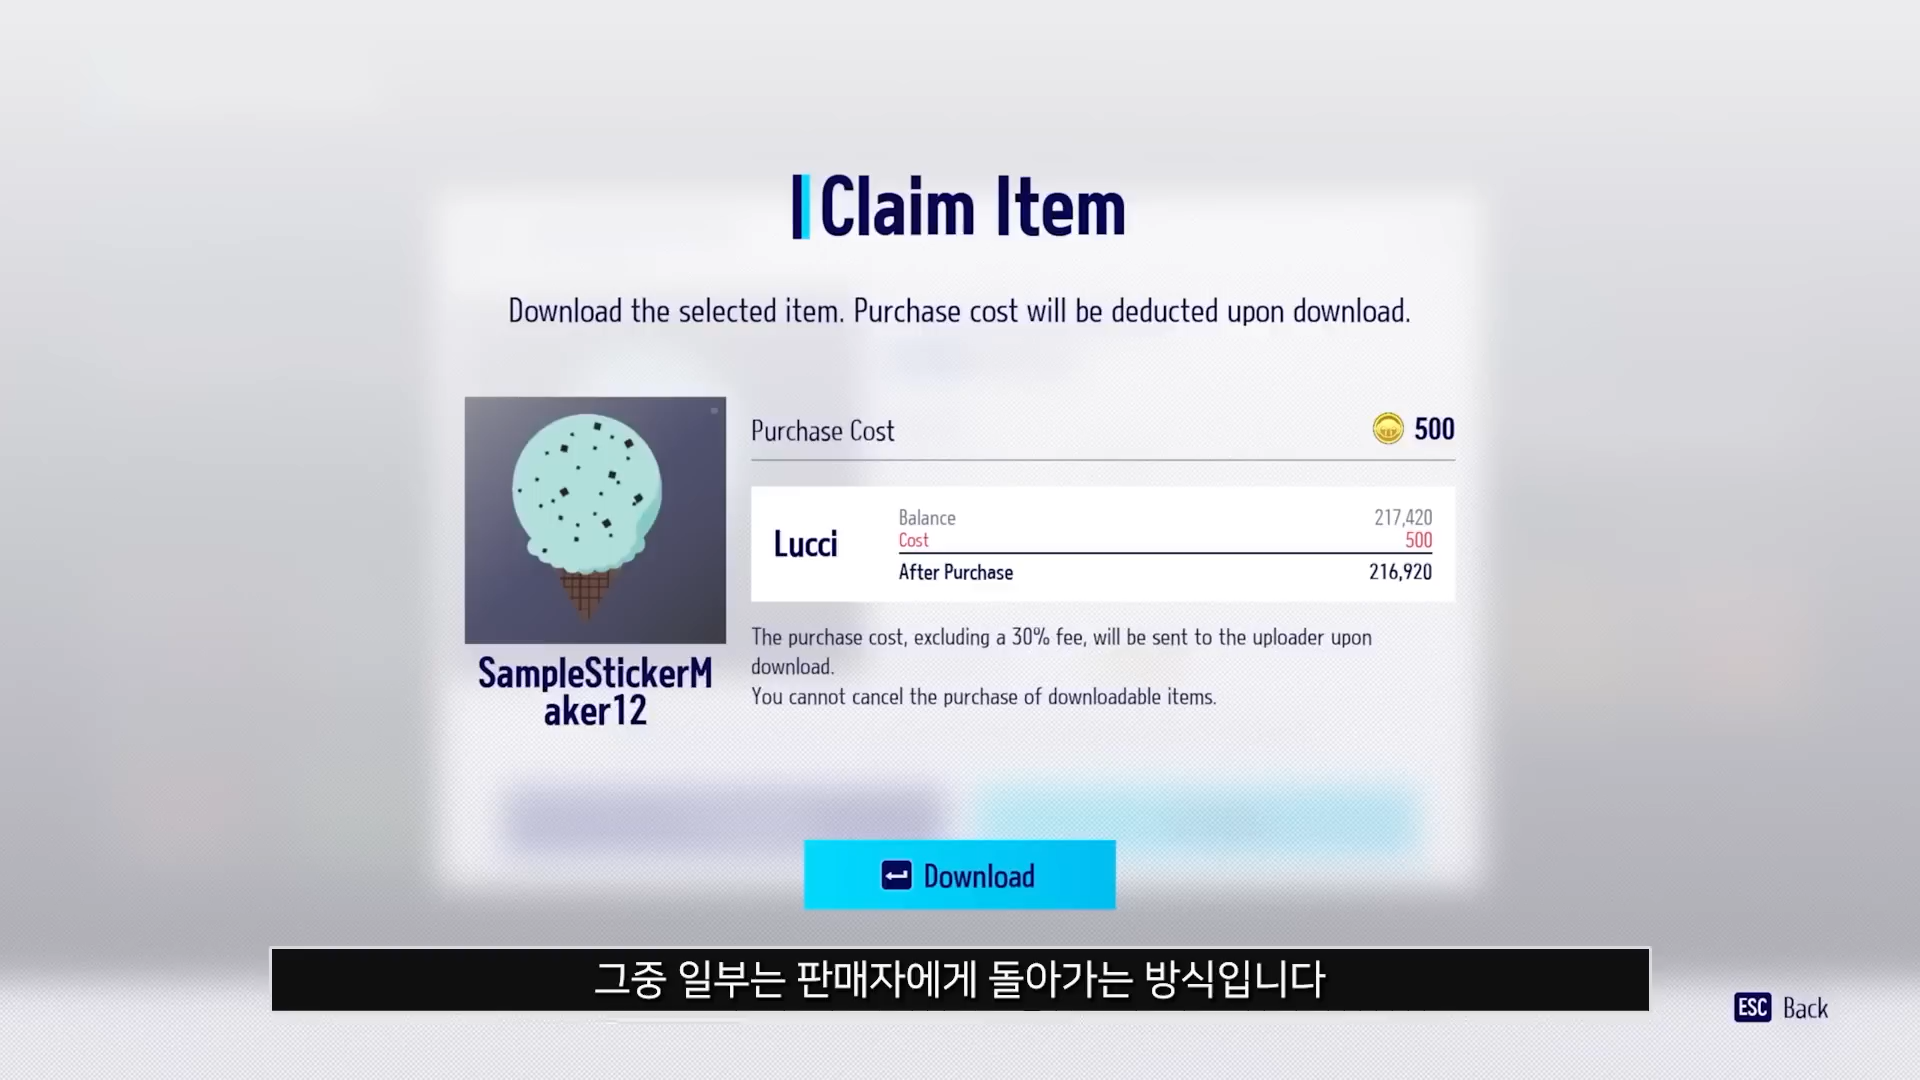 Claim Item
Download the selected item. Purchase cost will be deducted upon download.
Purchase Cost
500
Lucci
Balance
217,420
Cost
500
After Purchase
216,920
The purchase cost, excluding a 30% fee, will be sent to the uploader upon
download.
You cannot cancel the purchase of downloadable items.
SampleStickerM
aker12
Download
그중 일부는 판매자에게 돌아가는 방식입니다
ESC Back